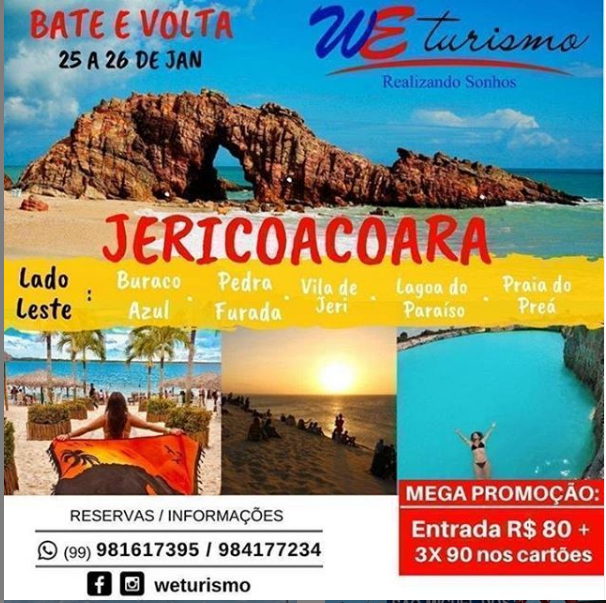 BATE E VOLTA
25 A 26 DE JAN
WE turismo
Realizando Sonhos
JERICOACOARA
Lado Leste :
Buraco Azul .
Pedra Furada .
Vila de Jeri .
Lagoa do Paraíso .
Praia do Preá
MEGA PROMOÇÃO:
Entrada R$ 80 +
3X 90 nos cartões
RESERVAS / INFORMAÇÕES
(99) 981617395 / 984177234
weturismo